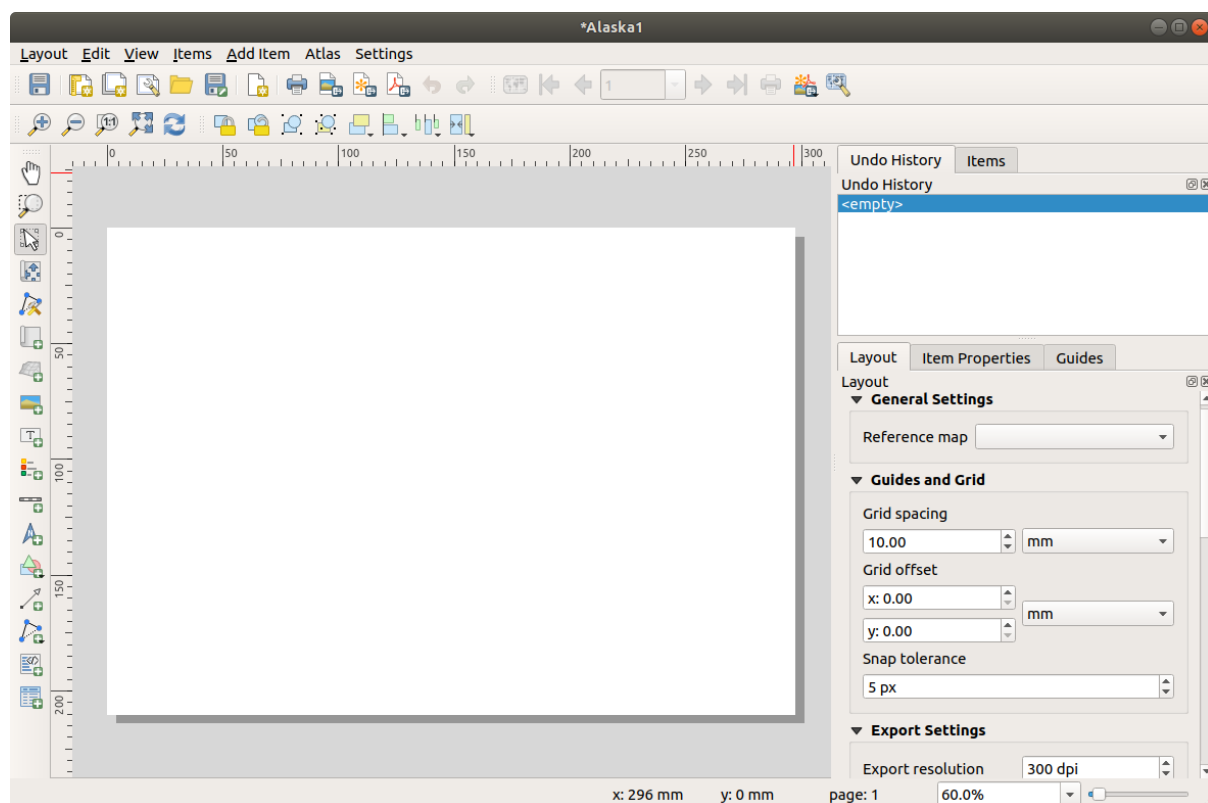 *Alaska1
Layout Edit View Items Add Item Atlas Settings
1
1:1
0 50 100 150 200 250 300
0
50
100
150
200
Undo History Items
Undo History
<empty>
Layout Item Properties Guides
Layout
General Settings
Reference map
Guides and Grid
Grid spacing
10.00 mm
Grid offset
x: 0.00
mm
y: 0.00
Snap tolerance
5 px
Export Settings
Export resolution 300 dpi
x: 296 mm y: 0 mm page: 1 60.0%